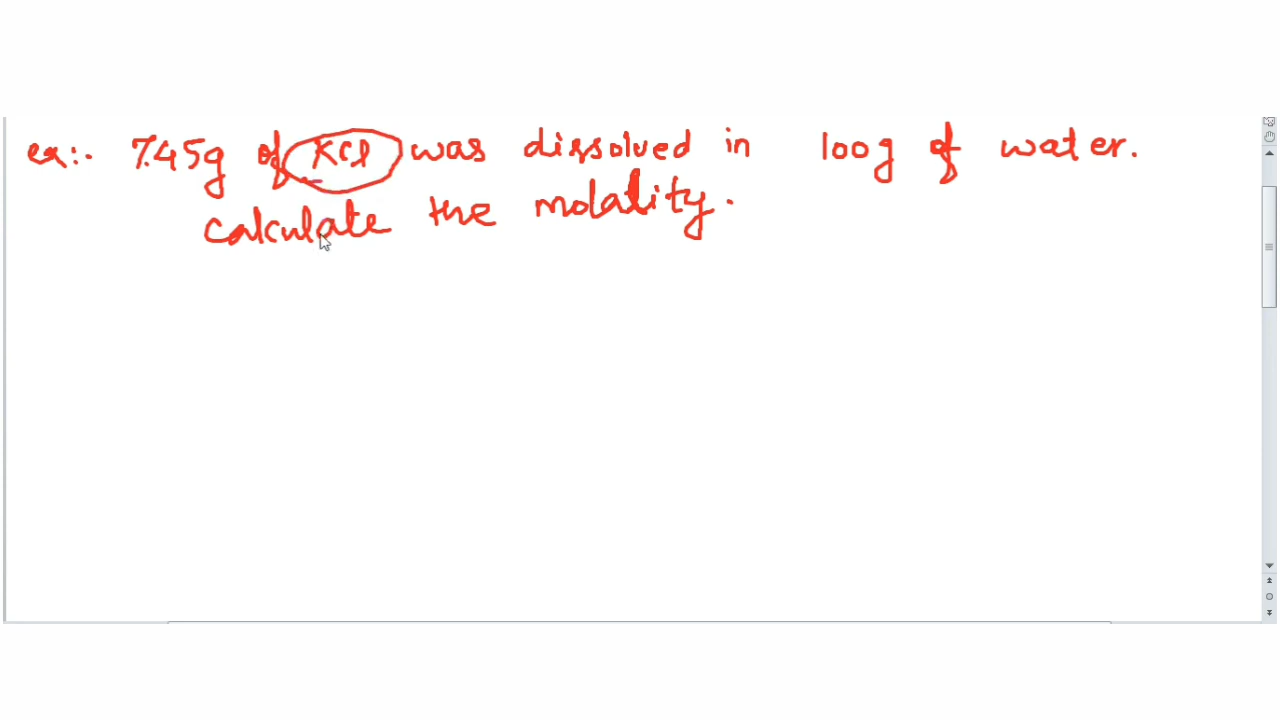 ex:. 7.45g of KCl was dissolved in 100g of water.
calculate the molality.